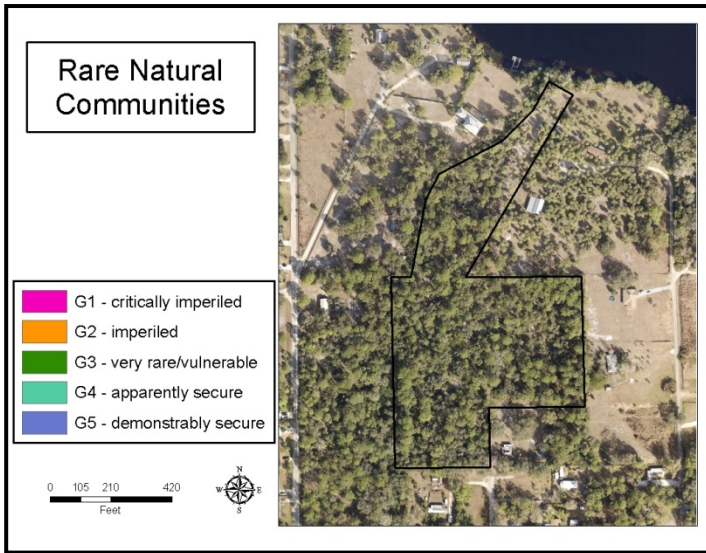 Rare Natural
Communities
G1 - critically imperiled
G2 - imperiled
G3 - very rare/vulnerable
G4 - apparently secure
G5 - demonstrably secure
0 105 210 420
Feet
N
W E
S